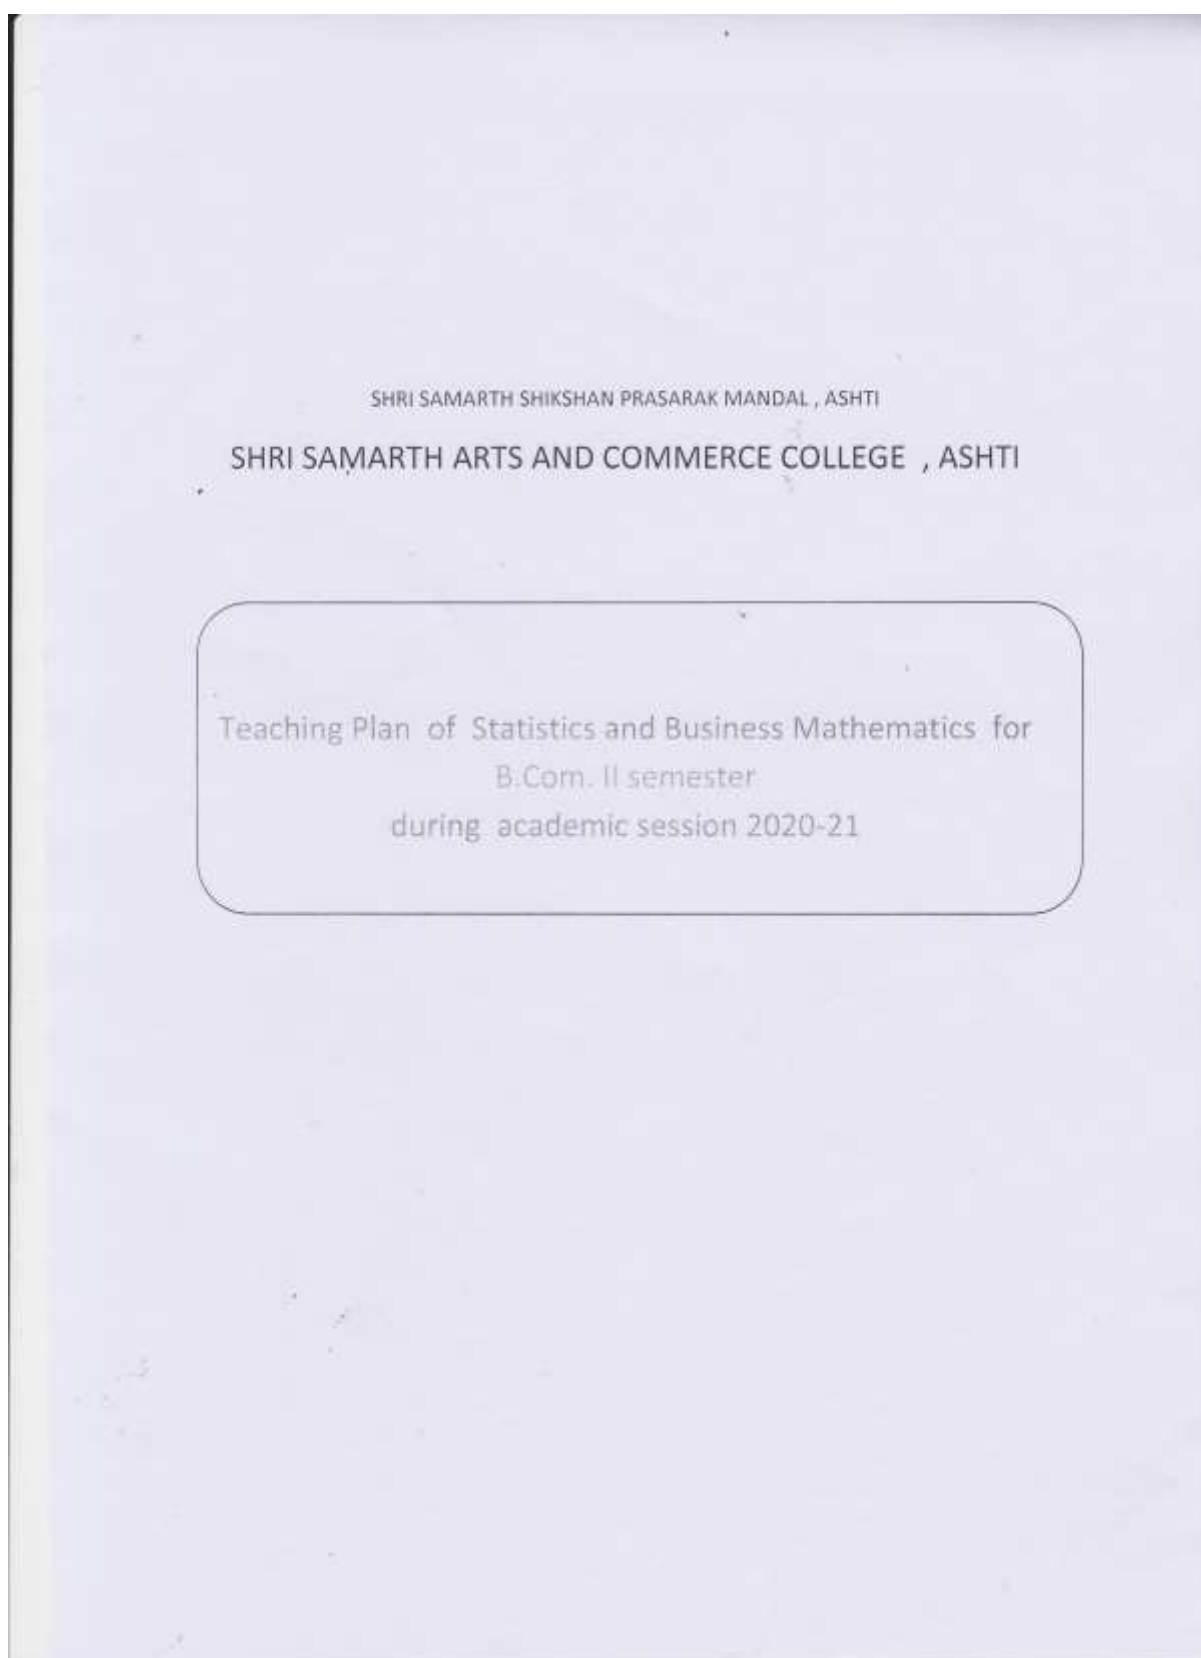 SHRI SAMARTH SHIKSHAN PRASARAK MANDAL , ASHTI
SHRI SAMARTH ARTS AND COMMERCE COLLEGE , ASHTI
Teaching Plan of Statistics and Business Mathematics for
B.Com. II semester
during academic session 2020-21